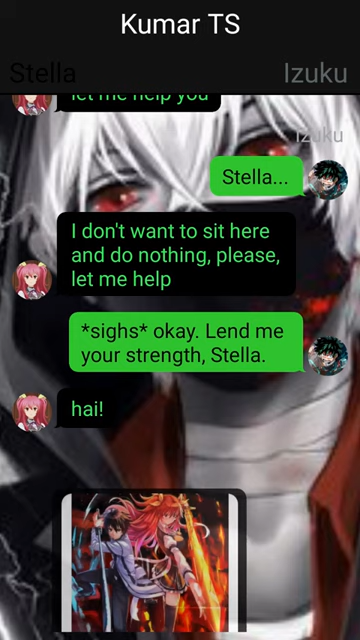 Kumar TS
Stella
Izuku
let me help you
Izuku
Stella...
I don't want to sit here
and do nothing, please,
let me help
*sighs* okay. Lend me
your strength, Stella.
hai!